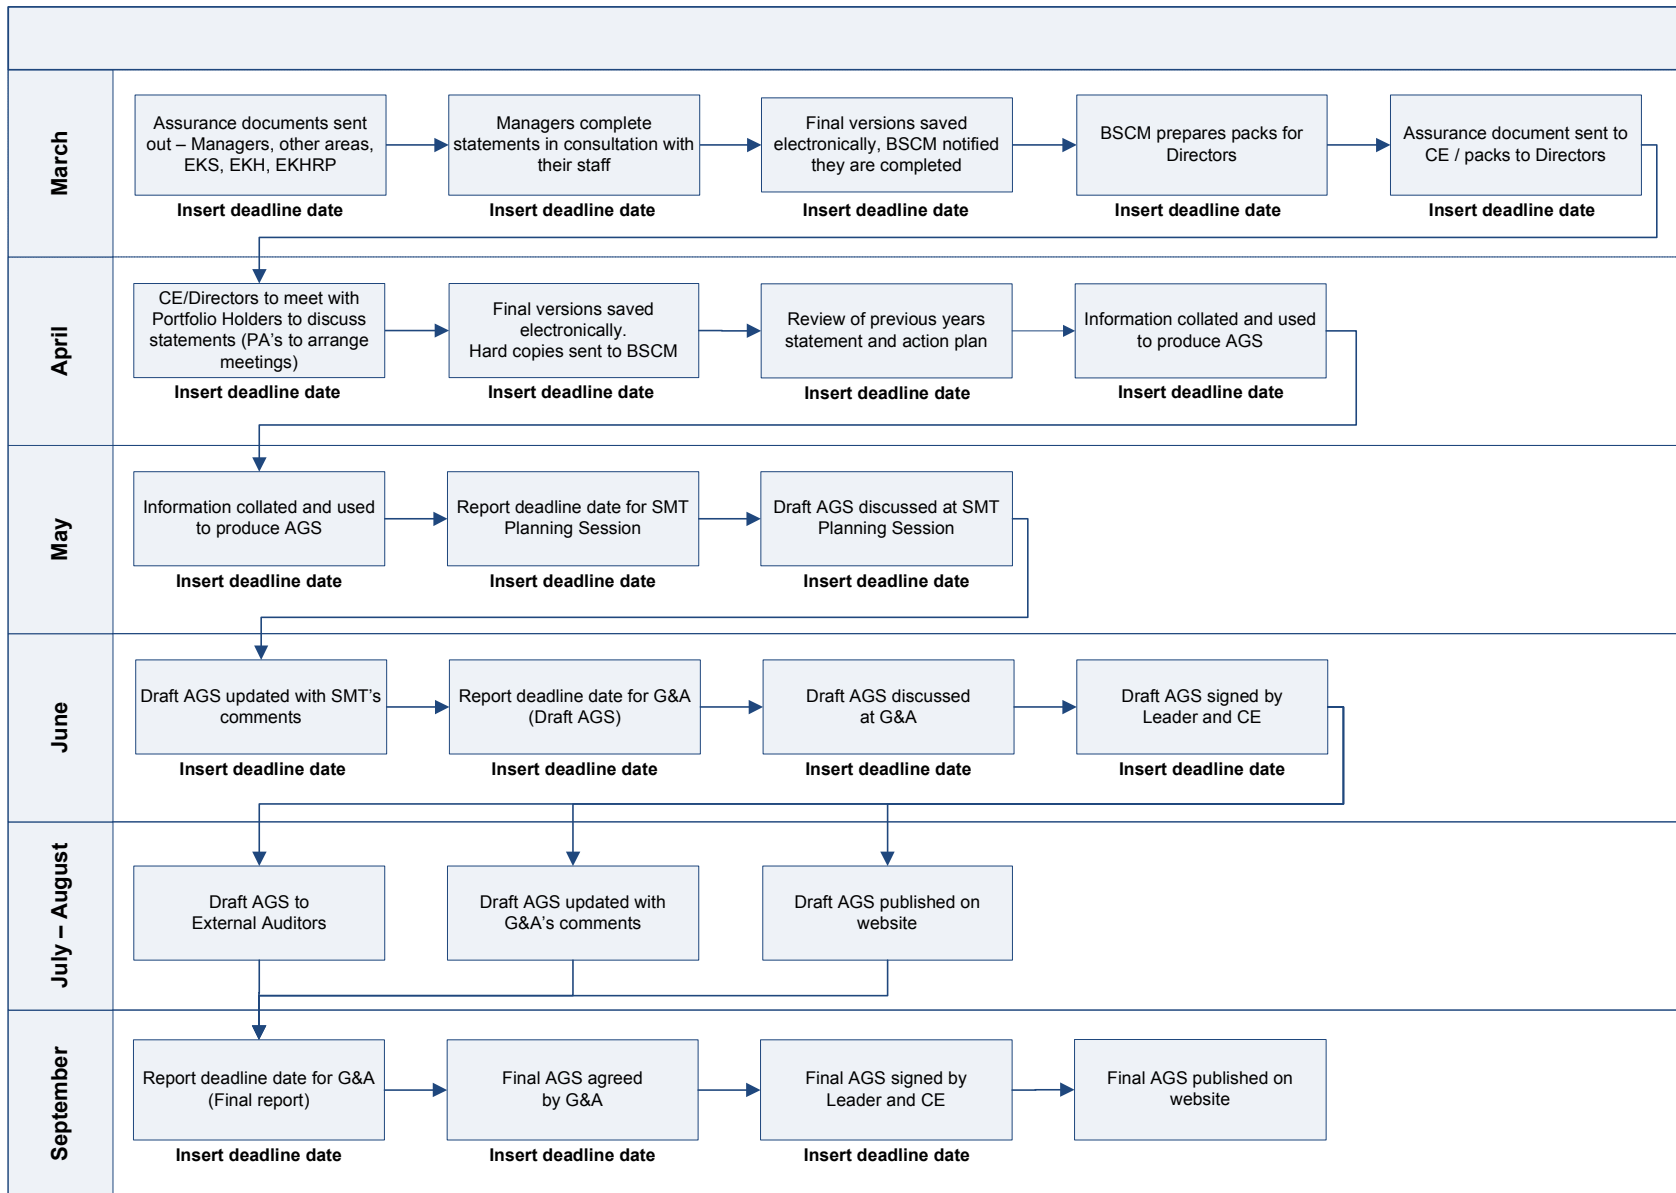 March
Assurance documents sent
out – Managers, other areas,
EKS, EKH, EKHRP
Insert deadline date
Managers complete
statements in consultation with
their staff
Insert deadline date
Final versions saved
electronically, BSCM notified
they are completed
Insert deadline date
BSCM prepares packs for
Directors
Insert deadline date
Assurance document sent to
CE / packs to Directors
Insert deadline date
April
CE/Directors to meet with
Portfolio Holders to discuss
statements (PA's to arrange
meetings)
Insert deadline date
Final versions saved
electronically.
Hard copies sent to BSCM
Insert deadline date
Review of previous years
statement and action plan
Insert deadline date
Information collated and used
to produce AGS
Insert deadline date
May
Information collated and used
to produce AGS
Insert deadline date
Report deadline date for SMT
Planning Session
Insert deadline date
Draft AGS discussed at SMT
Planning Session
Insert deadline date
June
Draft AGS updated with SMT's
comments
Insert deadline date
Report deadline date for G&A
(Draft AGS)
Insert deadline date
Draft AGS discussed
at G&A
Insert deadline date
Draft AGS signed by
Leader and CE
Insert deadline date
July – August
Draft AGS to
External Auditors
Draft AGS updated with
G&A's comments
Draft AGS published on
website
September
Report deadline date for G&A
(Final report)
Insert deadline date
Final AGS agreed
by G&A
Insert deadline date
Final AGS signed by
Leader and CE
Insert deadline date
Final AGS published on
website